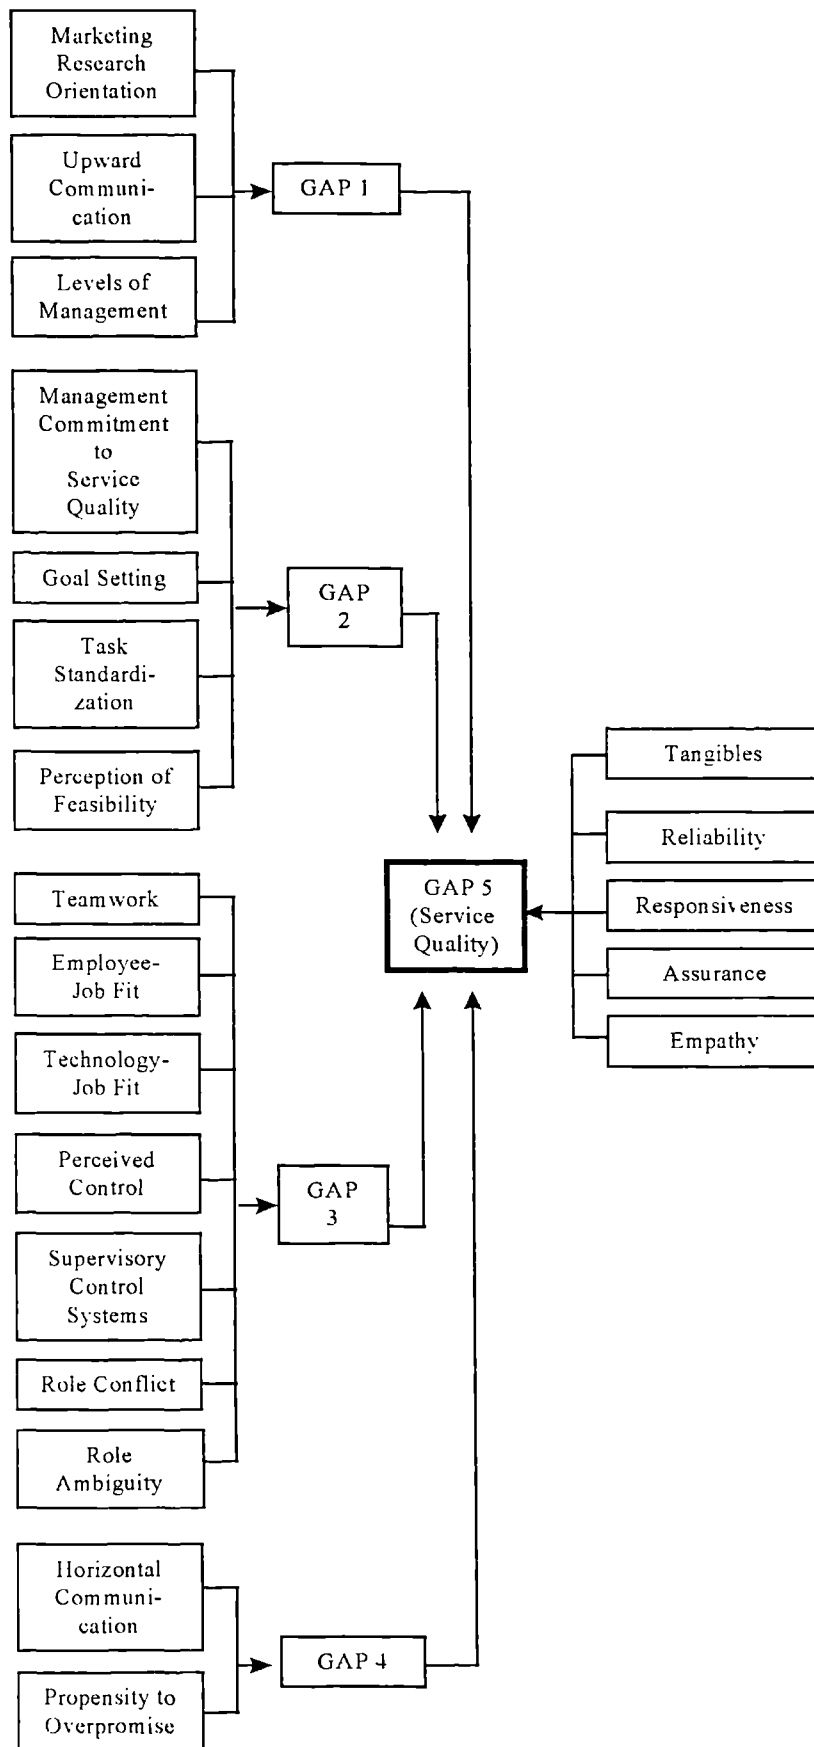 Marketing
Research
Orientation
Upward
Communi-
cation
Levels of
Management
GAP 1
Management
Commitment
to
Service
Quality
Goal Setting
Task
Standardi-
zation
Perception of
Feasibility
GAP
2
Teamwork
Employee-
Job Fit
Technology-
Job Fit
Perceived
Control
Supervisory
Control
Systems
Role Conflict
Role
Ambiguity
GAP
3
Horizontal
Communi-
cation
Propensity to
Overpromise
GAP 4
GAP 5
(Service
Quality)
Tangibles
Reliability
Responsiveness
Assurance
Empathy